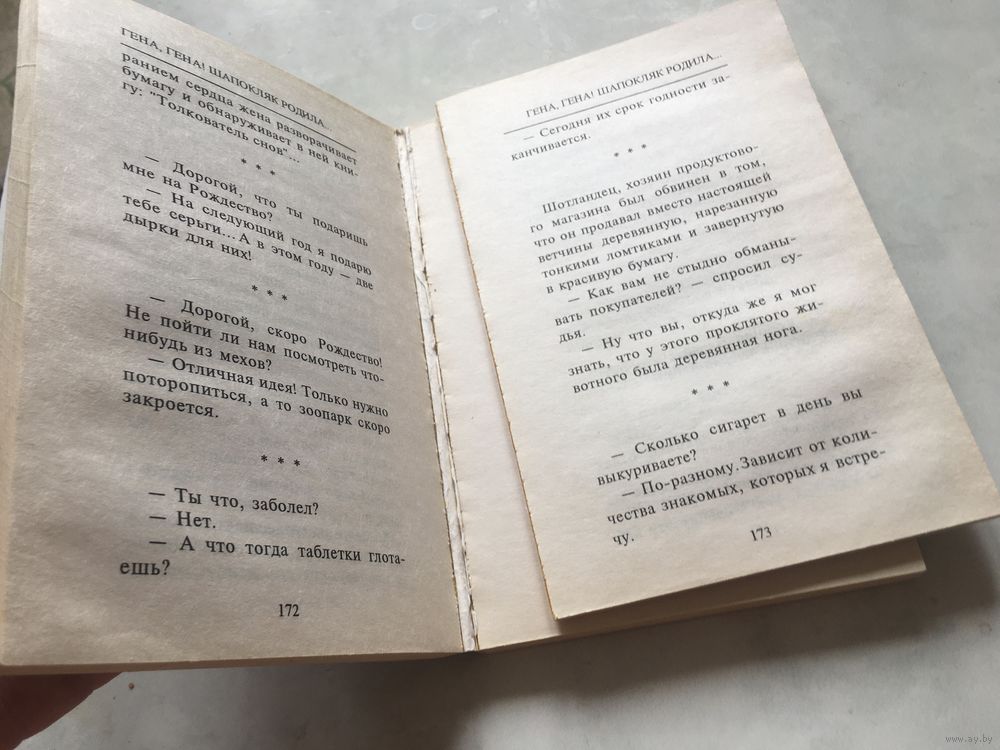 ГЕНА, ГЕНА! ШАПОКЛЯК РОДИЛА...
ранием сердца жена разворачивает
бумагу и обнаруживает в ней кни-
гу: "Толкователь снов"...
* * *
— Дорогой, что ты подаришь
мне на Рождество?
— На следующий год я подарю
тебе серьги... А в этом году — две
дырки для них!
* * *
— Дорогой, скоро Рождество!
Не пойти ли нам посмотреть что-
нибудь из мехов?
— Отличная идея! Только нужно
поторопиться, а то зоопарк скоро
закроется.
* * *
— Ты что, заболел?
— Нет.
— А что тогда таблетки глота-
ешь?
172
ГЕНА, ГЕНА! ШАПОКЛЯК РОДИЛА...
— Сегодня их срок годности за-
канчивается.
* * *
Шотландец, хозяин продуктово-
го магазина был обвинен в том,
что он продавал вместо настоящей
ветчины деревянную, нарезанную
тонкими ломтиками и завернутую
в красивую бумагу.
— Как вам не стыдно обманы-
вать покупателей? — спросил су-
дья.
— Ну что вы, откуда же я мог
знать, что у этого проклятого жи-
вотного была деревянная нога.
* * *
— Сколько сигарет в день вы
выкуриваете?
— По-разному. Зависит от коли-
чества знакомых, которых я встре-
чу.
173
www.ay.by